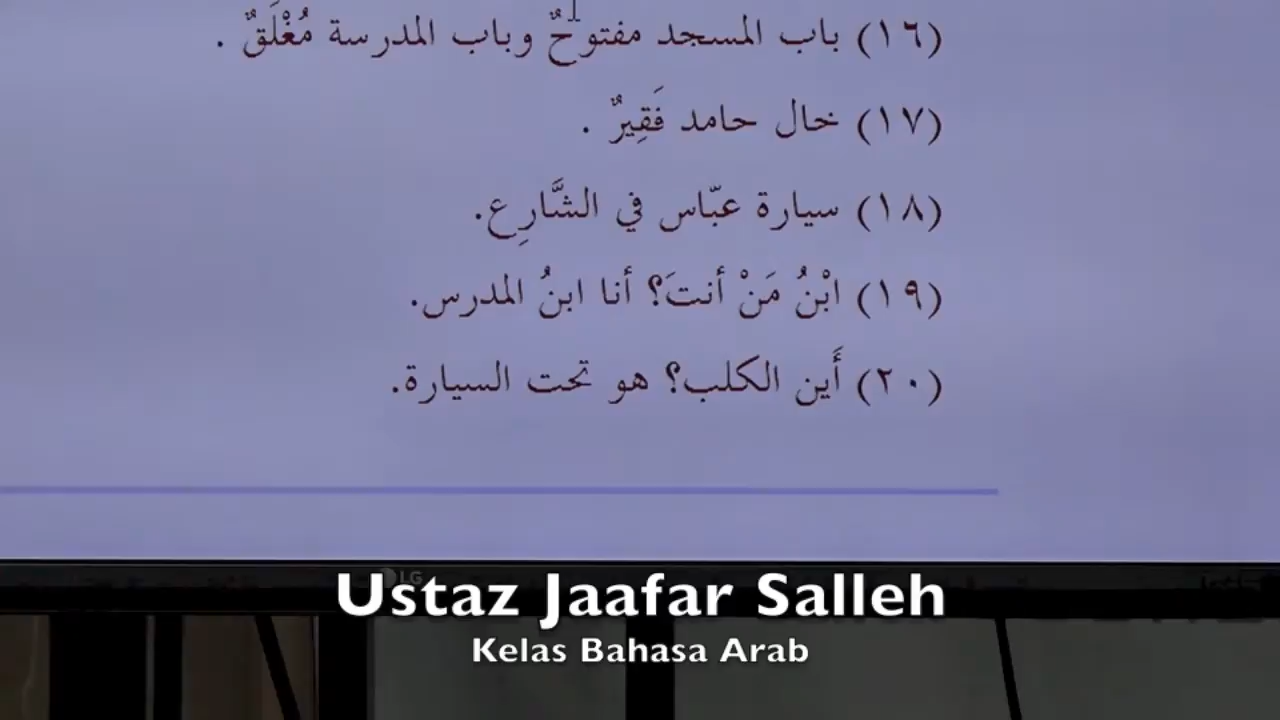 (١٦) باب المسجد مفتوحٌ وباب المدرسة مُغْلَقٌ .
(١٧) خال حامد فَقِيرٌ .
(١٨) سيارة عبّاس في الشَّارِع.
(١٩) ابْنُ مَنْ أنتَ؟ أنا ابنُ المدرس.
(٢٠) أَين الكلب؟ هو تحت السيارة.
LG
Ustaz Jaafar Salleh
Kelas Bahasa Arab